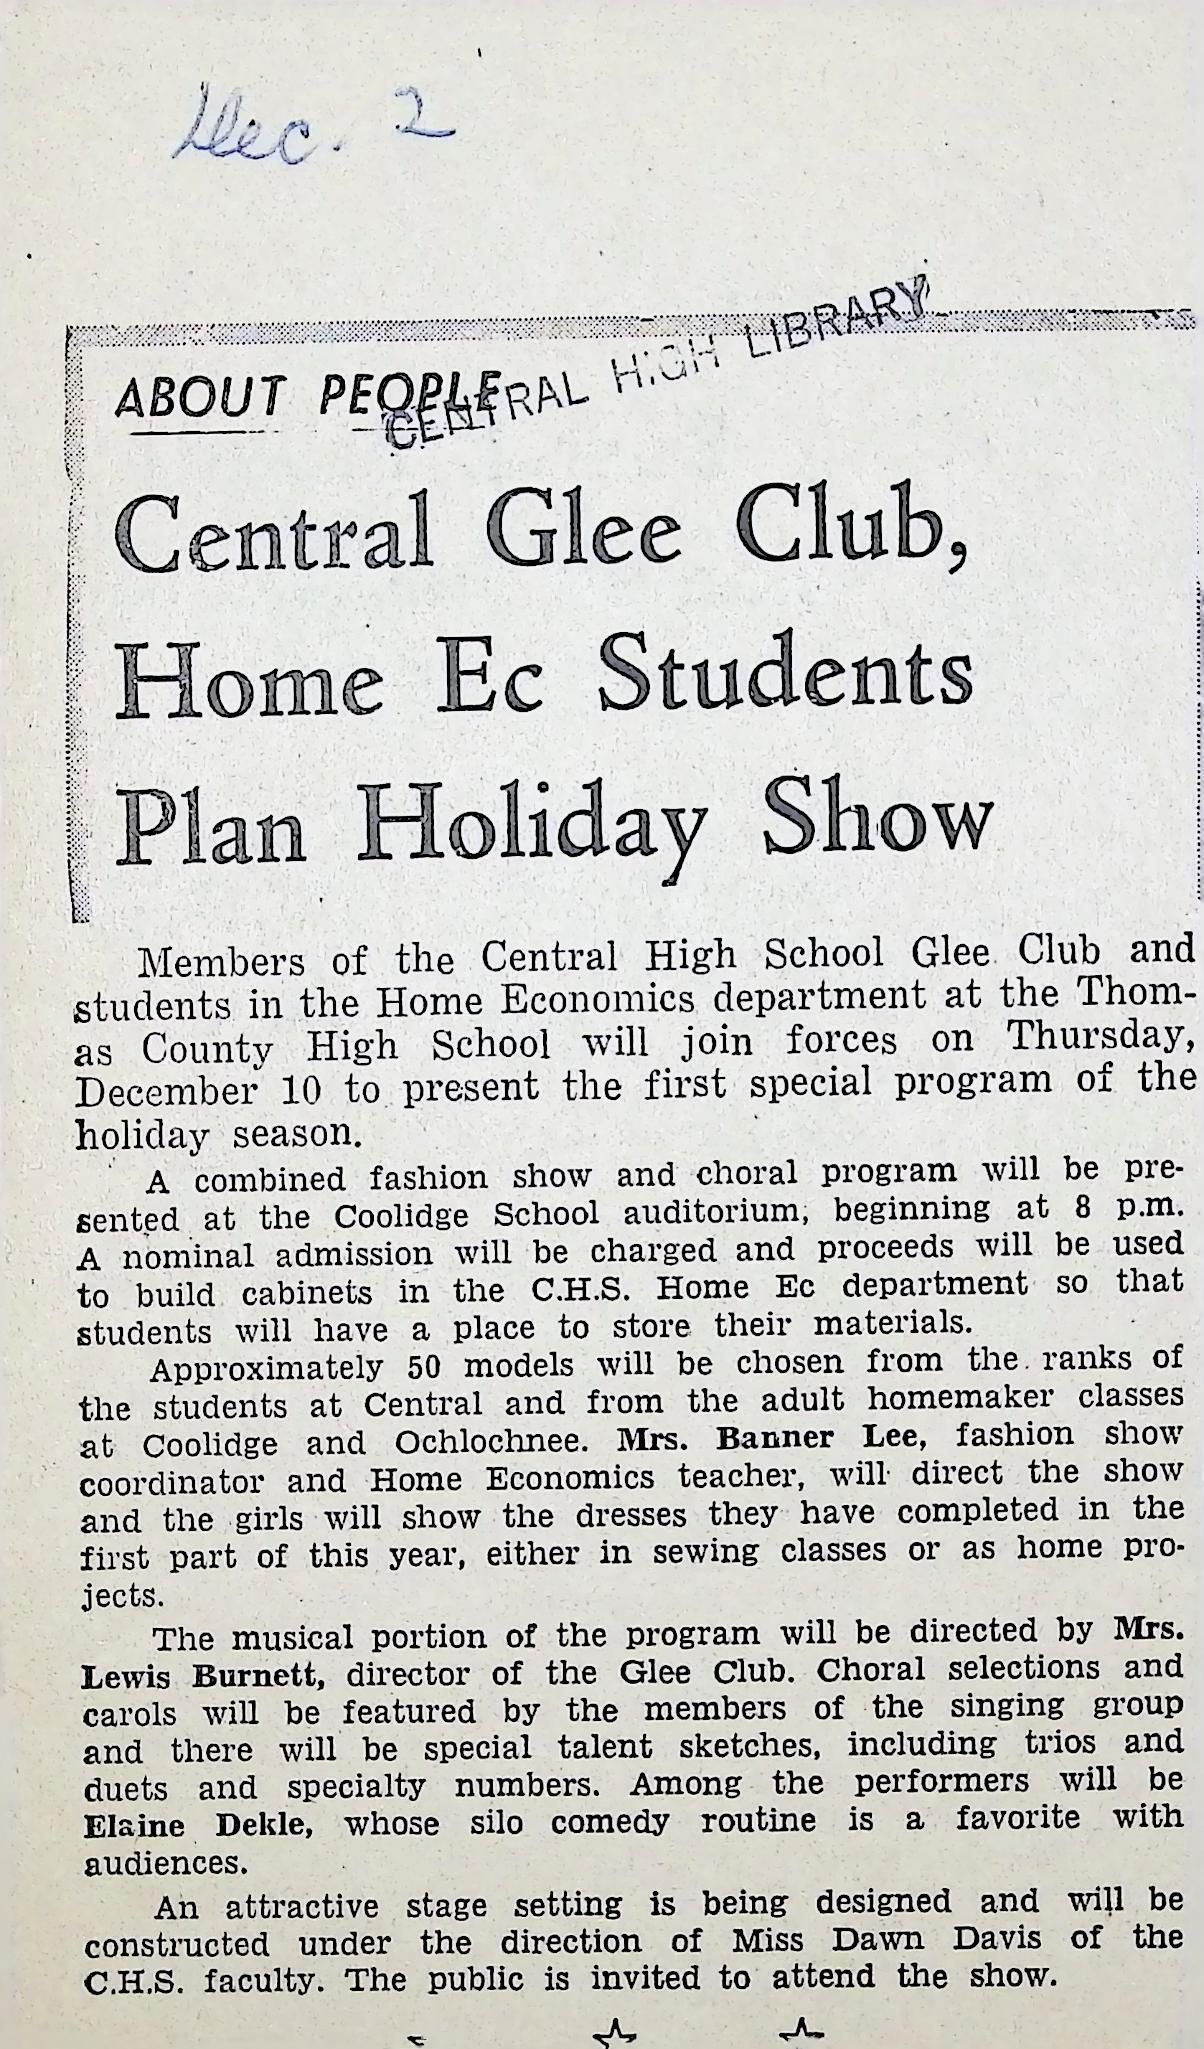 Dec. 2
CENTRAL HIGH LIBRARY
ABOUT PEOPLE
Central Glee Club,
Home Ec Students
Plan Holiday Show
Members of the Central High School Glee Club and
students in the Home Economics department at the Thom-
as County High School will join forces on Thursday,
December 10 to present the first special program of the
holiday season.
A combined fashion show and choral program will be pre-
sented at the Coolidge School auditorium, beginning at 8 p.m.
A nominal admission will be charged and proceeds will be used
to build cabinets in the C.H.S. Home Ec department so that
students will have a place to store their materials.
Approximately 50 models will be chosen from the ranks of
the students at Central and from the adult homemaker classes
at Coolidge and Ochlochnee. Mrs. Banner Lee, fashion show
coordinator and Home Economics teacher, will direct the show
and the girls will show the dresses they have completed in the
first part of this year, either in sewing classes or as home pro-
jects.
The musical portion of the program will be directed by Mrs.
Lewis Burnett, director of the Glee Club. Choral selections and
carols will be featured by the members of the singing group
and there will be special talent sketches, including trios and
duets and specialty numbers. Among the performers will be
Elaine Dekle, whose silo comedy routine is a favorite with
audiences.
An attractive stage setting is being designed and will be
constructed under the direction of Miss Dawn Davis of the
C.H.S. faculty. The public is invited to attend the show.